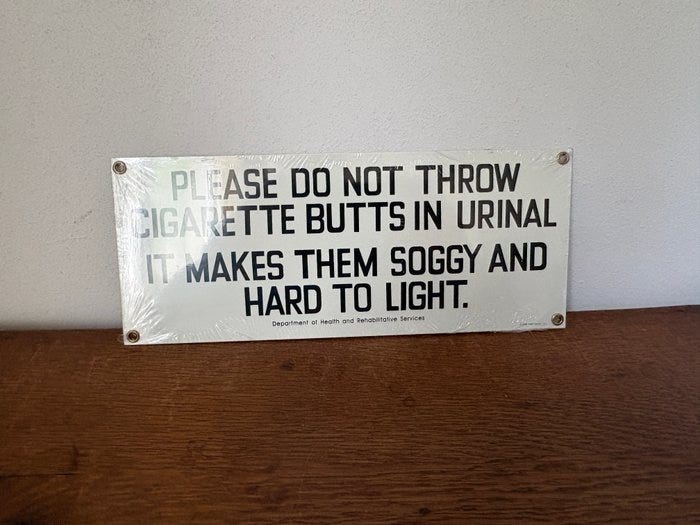 PLEASE DO NOT THROW
CIGARETTE BUTTS IN URINAL
IT MAKES THEM SOGGY AND
HARD TO LIGHT.
Department of Health and Rehabilitative Services